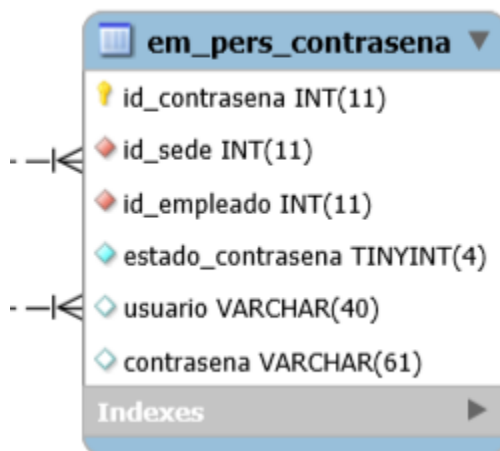 em_pers_contrasena
id_contrasena INT(11)
id_sede INT(11)
id_empleado INT(11)
estado_contrasena TINYINT(4)
usuario VARCHAR(40)
contrasena VARCHAR(61)
Indexes